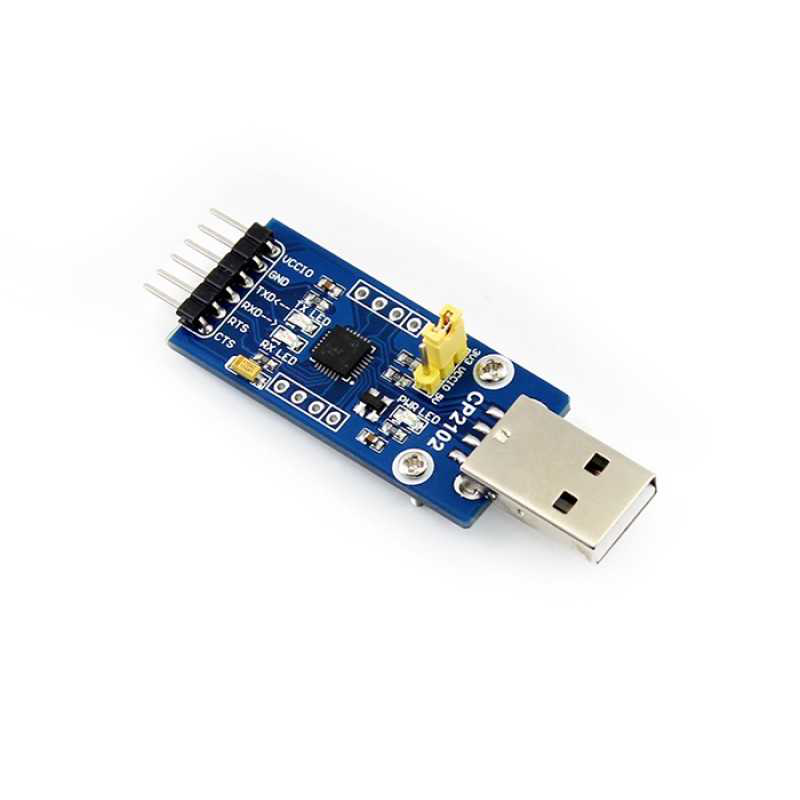 VCCIO
GND
TXD<--
RXD-->
RTS
CTS
TX LED
RX LED
3V3 VCCIO 5V
PWR LED
CP2102